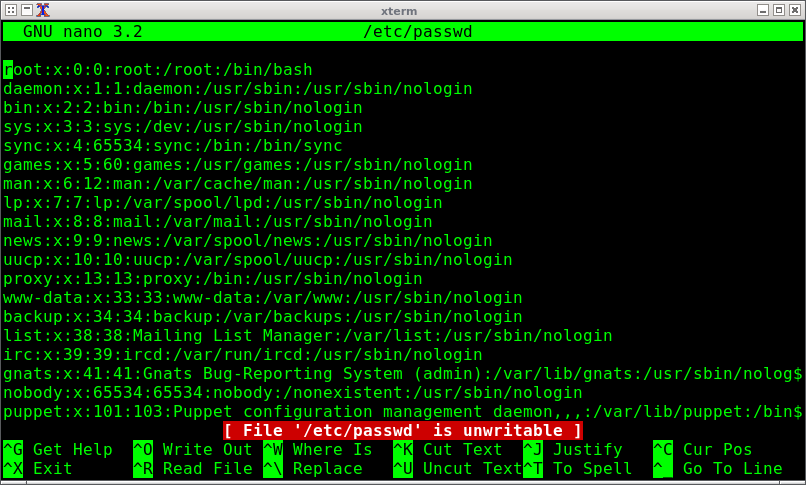 xterm
GNU nano 3.2 /etc/passwd
root:x:0:0:root:/root:/bin/bash
daemon:x:1:1:daemon:/usr/sbin:/usr/sbin/nologin
bin:x:2:2:bin:/bin:/usr/sbin/nologin
sys:x:3:3:sys:/dev:/usr/sbin/nologin
sync:x:4:65534:sync:/bin:/bin/sync
games:x:5:60:games:/usr/games:/usr/sbin/nologin
man:x:6:12:man:/var/cache/man:/usr/sbin/nologin
lp:x:7:7:lp:/var/spool/lpd:/usr/sbin/nologin
mail:x:8:8:mail:/var/mail:/usr/sbin/nologin
news:x:9:9:news:/var/spool/news:/usr/sbin/nologin
uucp:x:10:10:uucp:/var/spool/uucp:/usr/sbin/nologin
proxy:x:13:13:proxy:/bin:/usr/sbin/nologin
www-data:x:33:33:www-data:/var/www:/usr/sbin/nologin
backup:x:34:34:backup:/var/backups:/usr/sbin/nologin
list:x:38:38:Mailing List Manager:/var/list:/usr/sbin/nologin
irc:x:39:39:ircd:/var/run/ircd:/usr/sbin/nologin
gnats:x:41:41:Gnats Bug-Reporting System (admin):/var/lib/gnats:/usr/sbin/nolog$
nobody:x:65534:65534:nobody:/nonexistent:/usr/sbin/nologin
puppet:x:101:103:Puppet configuration management daemon,,,:/var/lib/puppet:/bin$
[ File '/etc/passwd' is unwritable ]
^G Get Help ^O Write Out ^W Where Is ^K Cut Text ^J Justify ^C Cur Pos
^X Exit ^R Read File ^\ Replace ^U Uncut Text ^T To Spell ^_ Go To Line